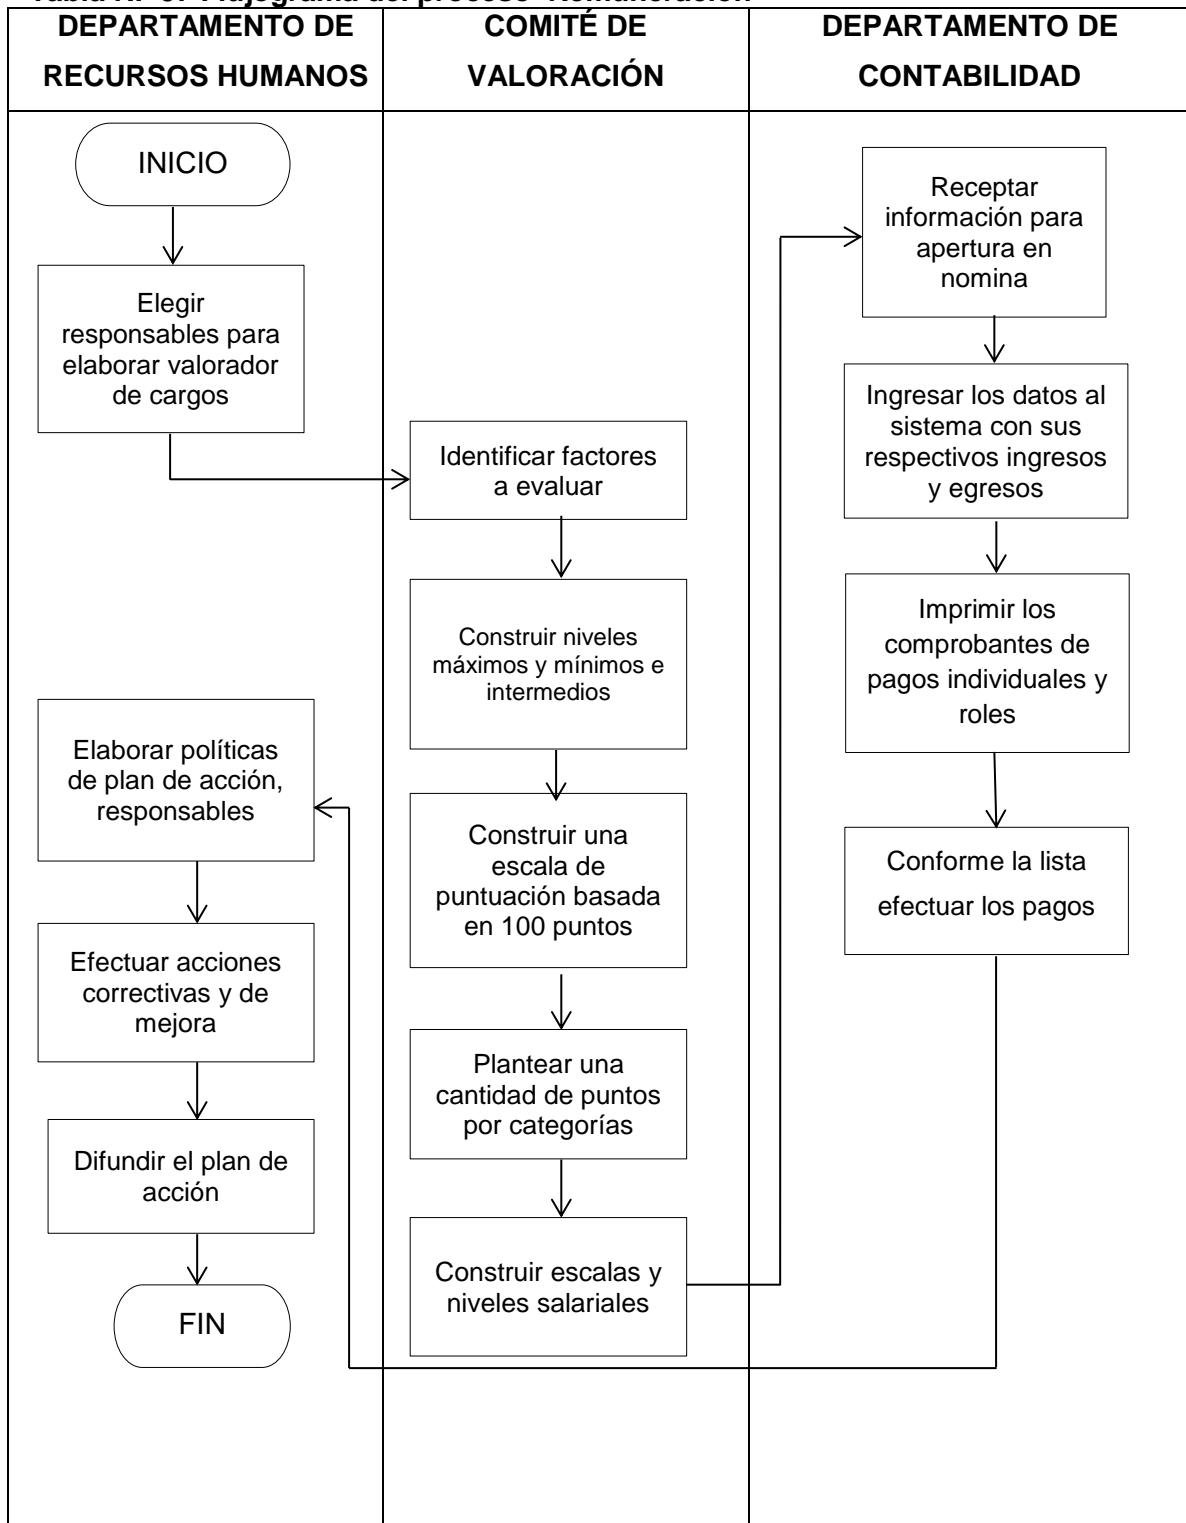 DEPARTAMENTO DE
RECURSOS HUMANOS
COMITÉ DE
VALORACIÓN
DEPARTAMENTO DE
CONTABILIDAD
INICIO
Elegir
responsables para
elaborar valorador
de cargos
Identificar factores
a evaluar
Construir niveles
máximos y mínimos e
intermedios
Construir una
escala de
puntuación basada
en 100 puntos
Plantear una
cantidad de puntos
por categorías
Construir escalas y
niveles salariales
Receptar
información para
apertura en
nomina
Ingresar los datos al
sistema con sus
respectivos ingresos
y egresos
Imprimir los
comprobantes de
pagos individuales y
roles
Conforme la lista
efectuar los pagos
Elaborar políticas
de plan de acción,
responsables
Efectuar acciones
correctivas y de
mejora
Difundir el plan de
acción
FIN